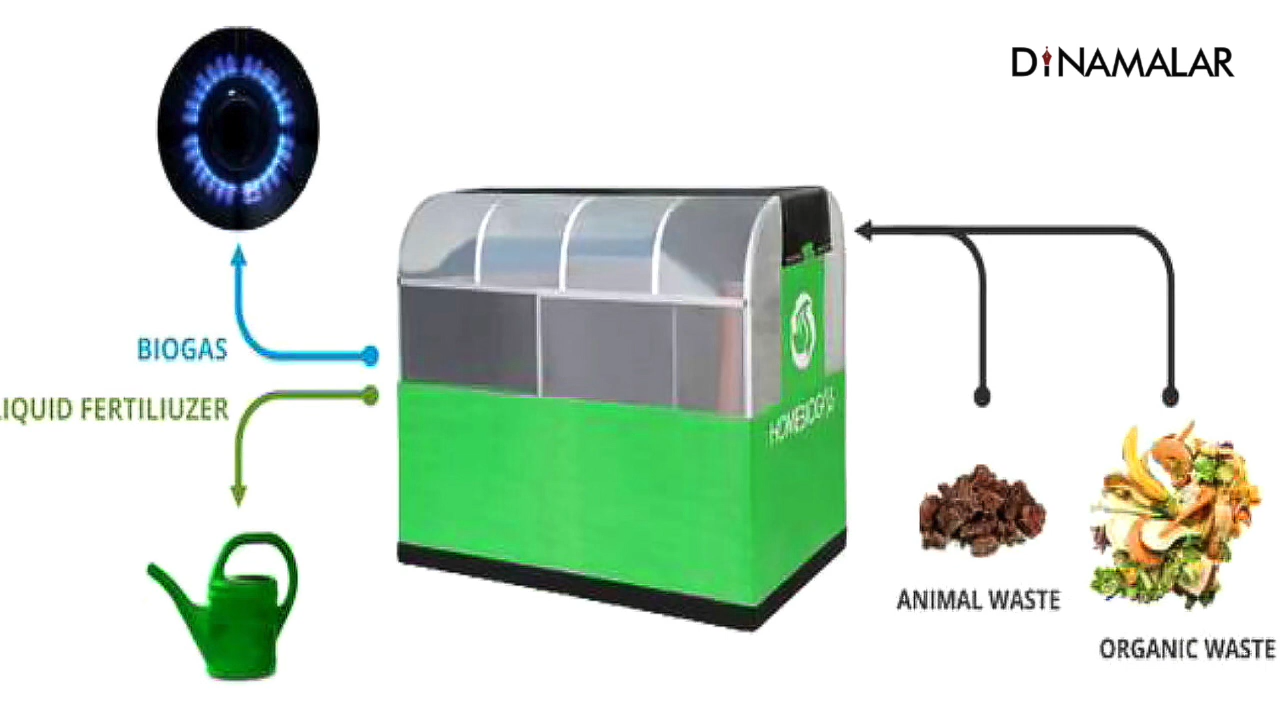 DINAMALAR
BIOGAS
LIQUID FERTILIUZER
HOMEBIOGAS
ANIMAL WASTE
ORGANIC WASTE